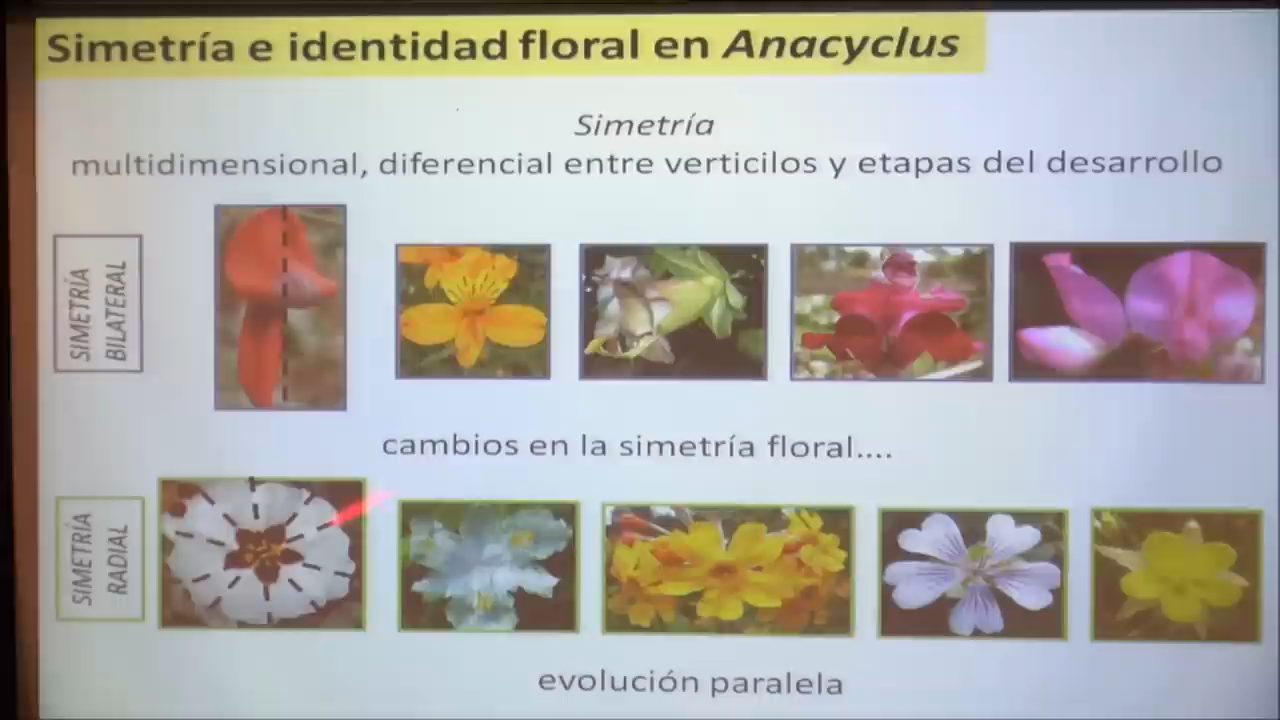 Simetría e identidad floral en Anacyclus
Simetría
multidimensional, diferencial entre verticilos y etapas del desarrollo
SIMETRÍA
BILATERAL
cambios en la simetría floral....
SIMETRÍA
RADIAL
evolución paralela